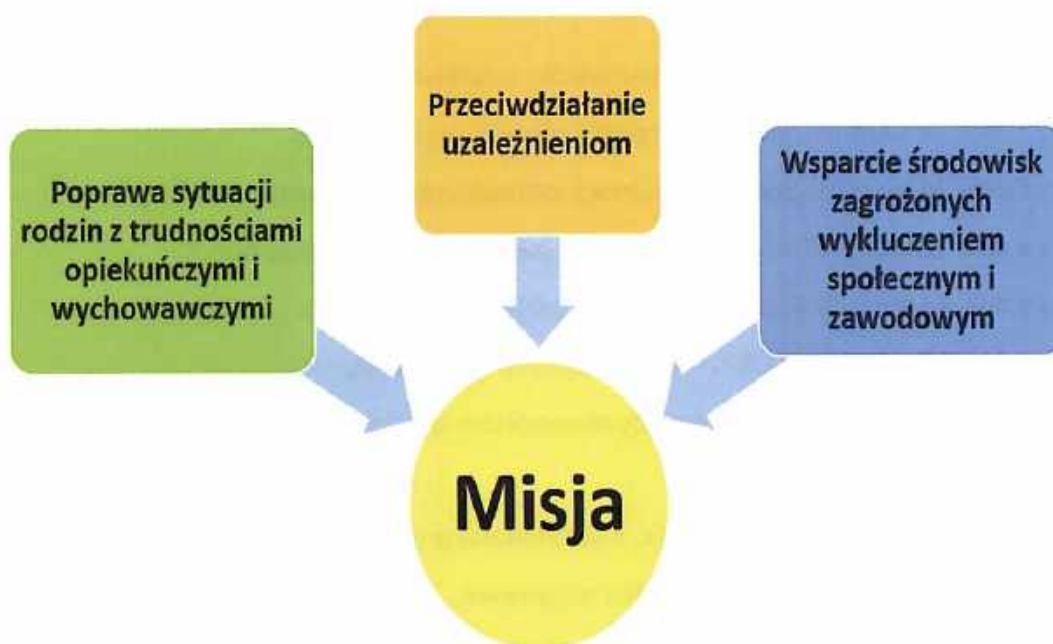 Przeciwdziałanie
uzależnieniom
Poprawa sytuacji
rodzin z trudnościami
opiekuńczymi i
wychowawczymi
Wsparcie środowisk
zagrożonych
wykluczeniem
społecznym i
zawodowym
Misja